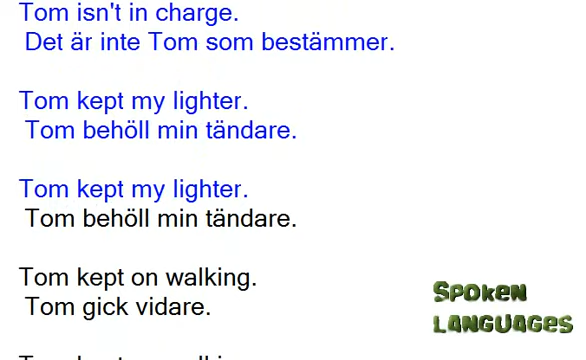 Tom isn't in charge.
Det är inte Tom som bestämmer.
Tom kept my lighter.
Tom behöll min tändare.
Tom kept my lighter.
Tom behöll min tändare.
Tom kept on walking.
Tom gick vidare.
Spoken
Languages